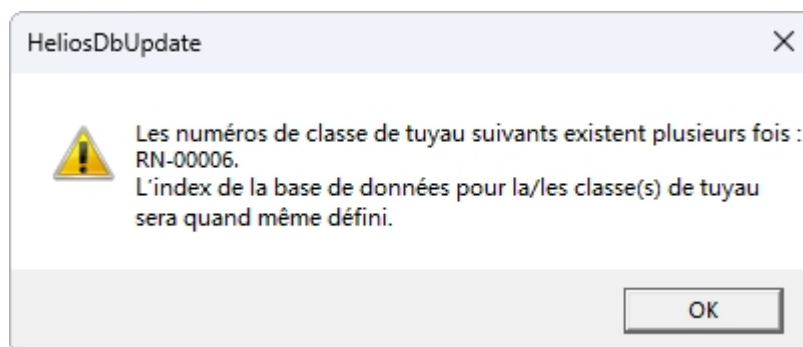 HeliosDbUpdate
Les numéros de classe de tuyau suivants existent plusieurs fois :
RN-00006.
L'index de la base de données pour la/les classe(s) de tuyau
sera quand même défini.
OK